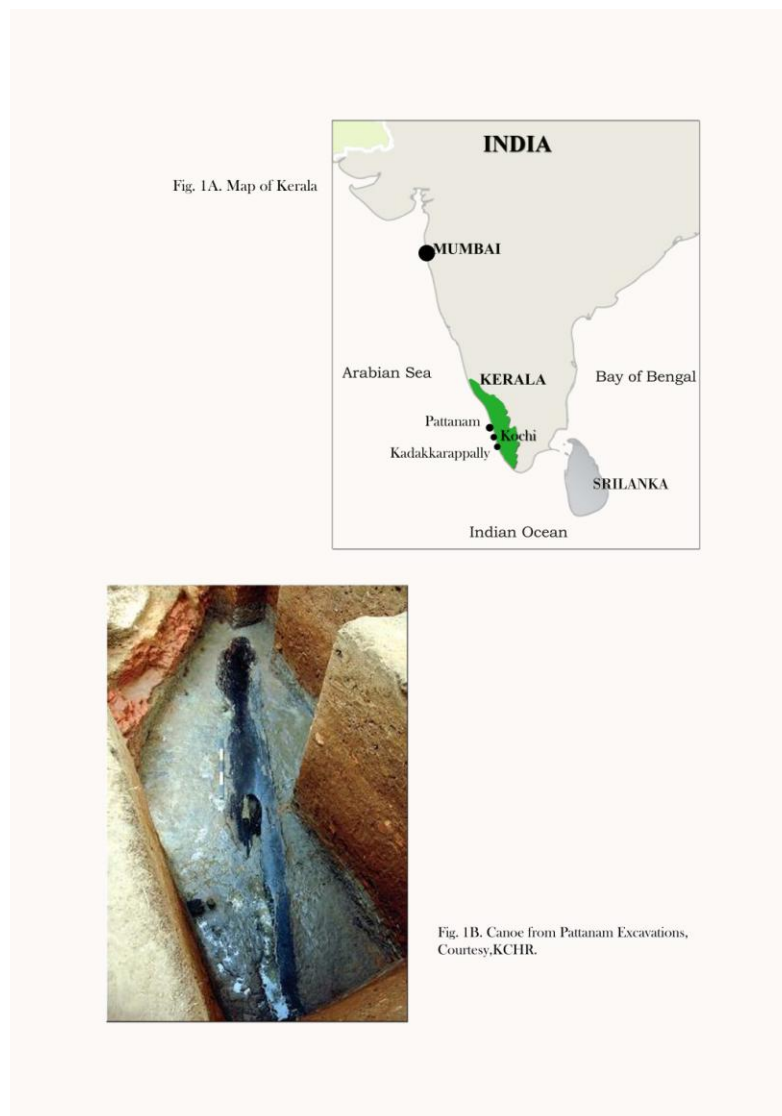 INDIA
Fig. 1A. Map of Kerala
MUMBAI
Arabian Sea
KERALA
Bay of Bengal
Pattanam
Kochi
Kadakkarappally
SRILANKA
Indian Ocean
Fig. 1B. Canoe from Pattanam Excavations,
Courtesy,KCHR.